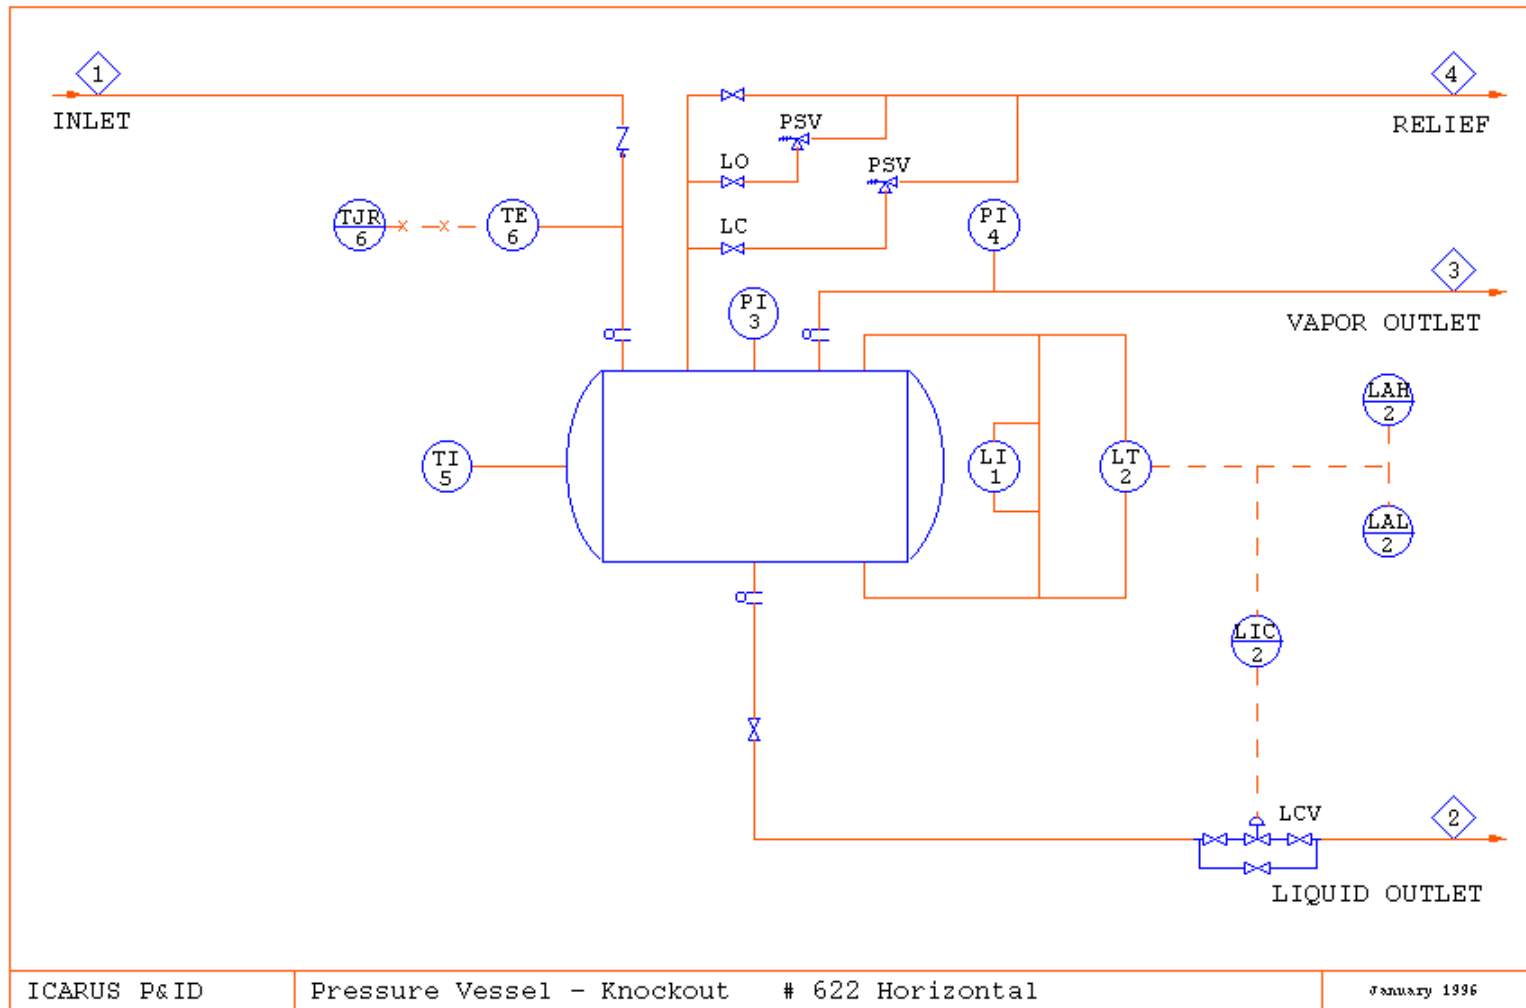 1
4
INLET
RELIEF
PSV
LO
PSV
TJR
6
TE
6
LC
PI
4
3
PI
3
VAPOR OUTLET
LAH
2
TI
5
LI
1
LT
2
LAL
2
LIC
2
LCV
2
LIQUID OUTLET
ICARUS P&ID
Pressure Vessel - Knockout # 622 Horizontal
January 1996